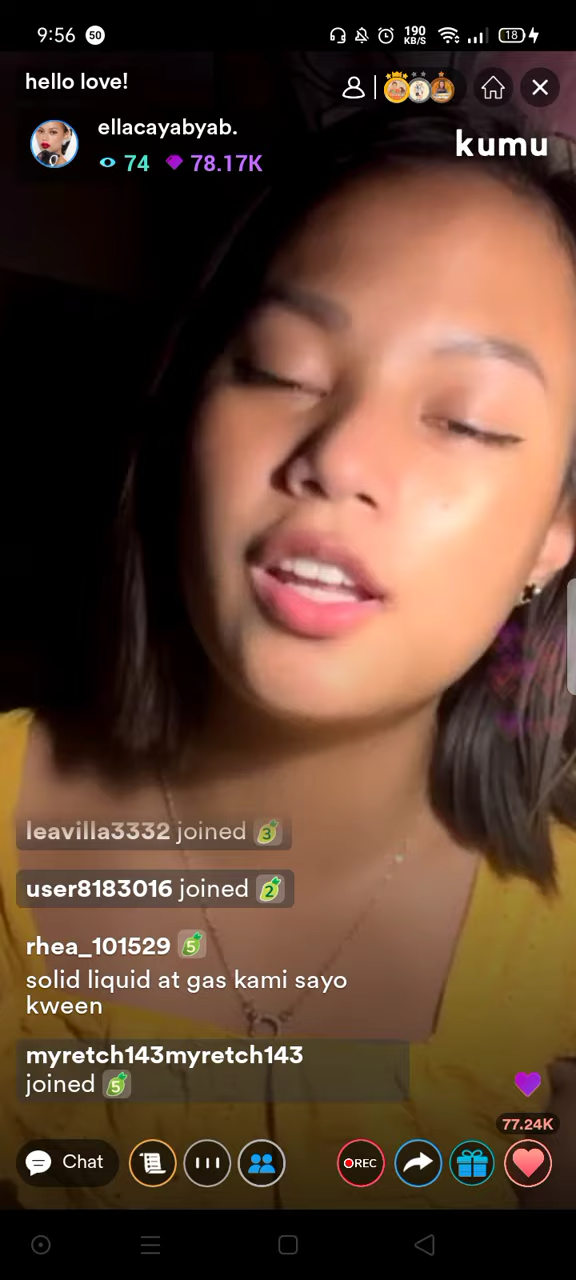 9:56 50 190 KB/S 18
hello love!
ellacayabyab.
74 78.17K
kumu
leavilla3332 joined 3
user8183016 joined 2
rhea_101529 5
solid liquid at gas kami sayo
kween
myretch143myretch143
joined 5
77.24K
Chat REC